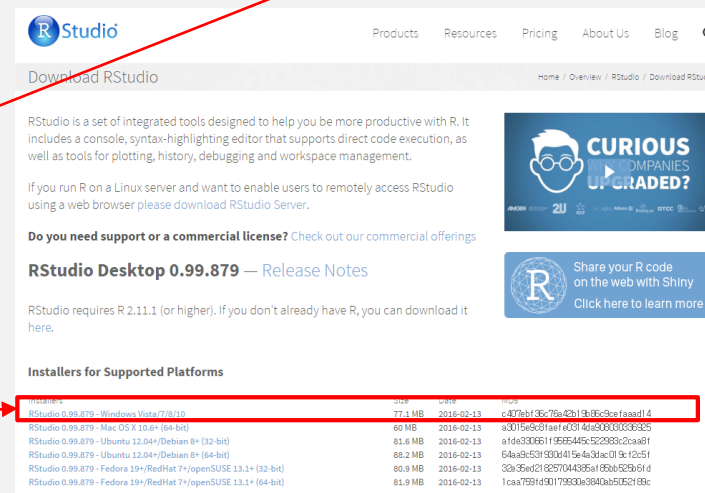 R Studio
Products Resources Pricing About Us Blog
Download RStudio
Home / Overview / RStudio / Download RStu
RStudio is a set of integrated tools designed to help you be more productive with R. It
includes a console, syntax-highlighting editor that supports direct code execution, as
well as tools for plotting, history, debugging and workspace management.
CURIOUS
COMPANIES
UPGRADED?
If you run R on a Linux server and want to enable users to remotely access RStudio
using a web browser please download RStudio Server.
Do you need support or a commercial license? Check out our commercial offerings
RStudio Desktop 0.99.879 — Release Notes
Share your R code
on the web with Shiny
Click here to learn more
RStudio requires R 2.11.1 (or higher). If you don't already have R, you can download it
here.
Installers for Supported Platforms
Installers Size Date MD5
RStudio 0.99.879 - Windows Vista/7/8/10 77.1 MB 2016-02-13 c407ebf36c76a42b19b86c9cefaaad14
RStudio 0.99.879 - Mac OS X 10.6+ (64-bit) 60 MB 2016-02-13 a3015e9c8faefe0314da908030336925
RStudio 0.99.879 - Ubuntu 12.04+/Debian 8+ (32-bit) 81.6 MB 2016-02-13 afde330661f9565445c522983c2caa8f
RStudio 0.99.879 - Ubuntu 12.04+/Debian 8+ (64-bit) 88.2 MB 2016-02-13 64aa9c53f930d415e4a3dac019cf2c5f
RStudio 0.99.879 - Fedora 19+/RedHat 7+/openSUSE 13.1+ (32-bit) 80.9 MB 2016-02-13 32e35ed218257044385af85bb525b6fd
RStudio 0.99.879 - Fedora 19+/RedHat 7+/openSUSE 13.1+ (64-bit) 81.9 MB 2016-02-13 1caa759fd90179930e3840ab5052f89c